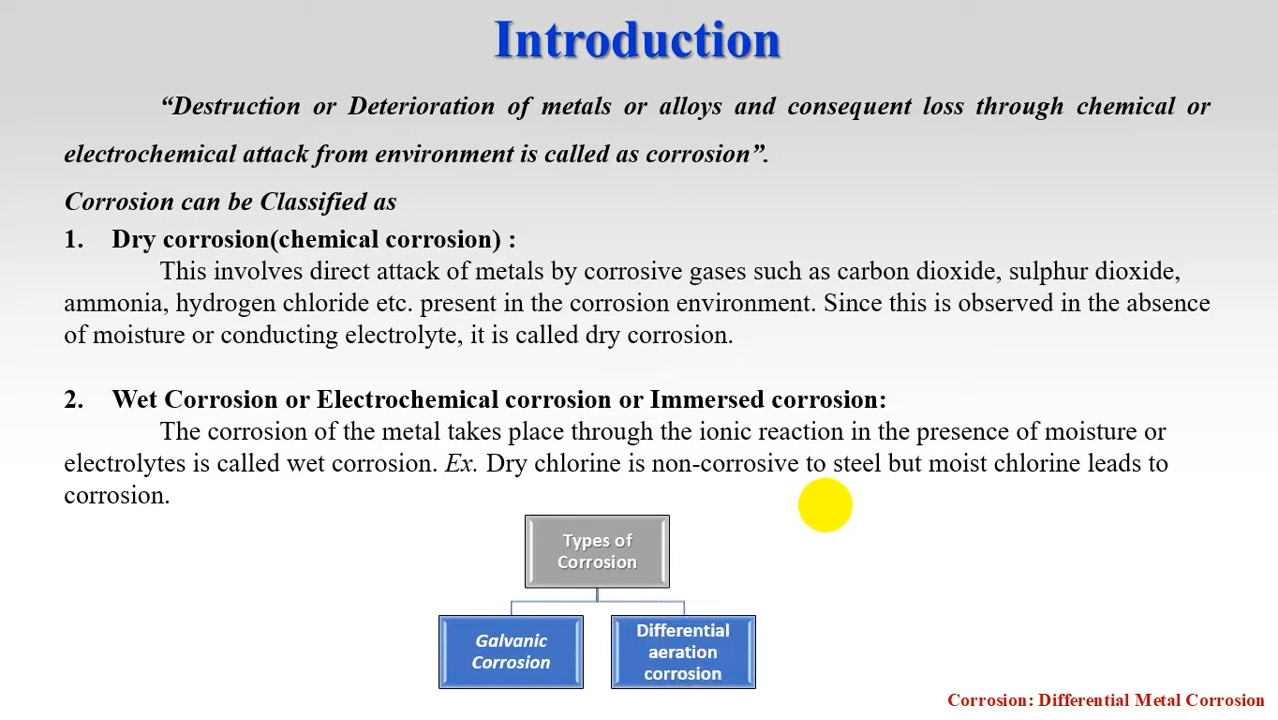 Introduction
“Destruction or Deterioration of metals or alloys and consequent loss through chemical or
electrochemical attack from environment is called as corrosion”.
Corrosion can be Classified as
1. Dry corrosion(chemical corrosion) :
This involves direct attack of metals by corrosive gases such as carbon dioxide, sulphur dioxide,
ammonia, hydrogen chloride etc. present in the corrosion environment. Since this is observed in the absence
of moisture or conducting electrolyte, it is called dry corrosion.
2. Wet Corrosion or Electrochemical corrosion or Immersed corrosion:
The corrosion of the metal takes place through the ionic reaction in the presence of moisture or
electrolytes is called wet corrosion. Ex. Dry chlorine is non-corrosive to steel but moist chlorine leads to
corrosion.
Types of
Corrosion
Galvanic
Corrosion
Differential
aeration
corrosion
Corrosion: Differential Metal Corrosion